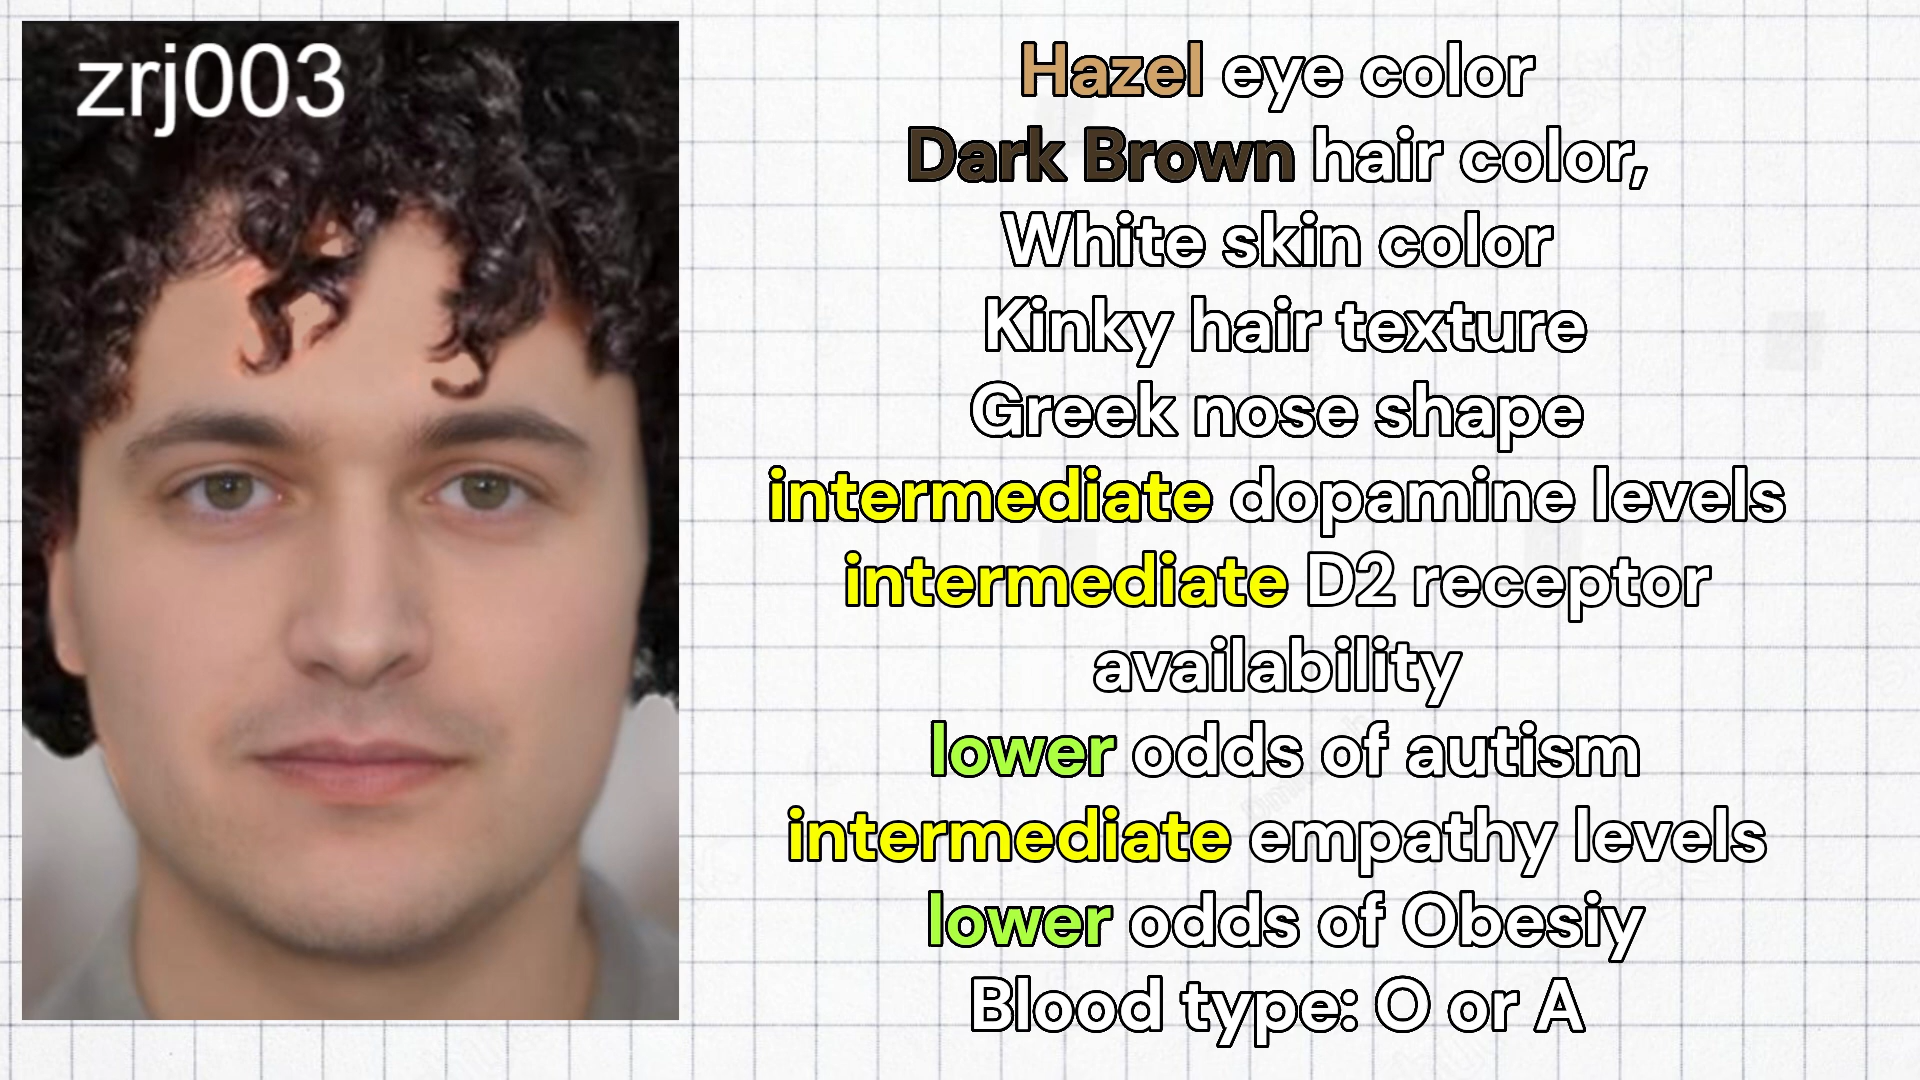 zrj003
Hazel eye color
Dark Brown hair color,
White skin color
Kinky hair texture
Greek nose shape
intermediate dopamine levels
intermediate D2 receptor
availability
lower odds of autism
intermediate empathy levels
lower odds of Obesiy
Blood type: O or A